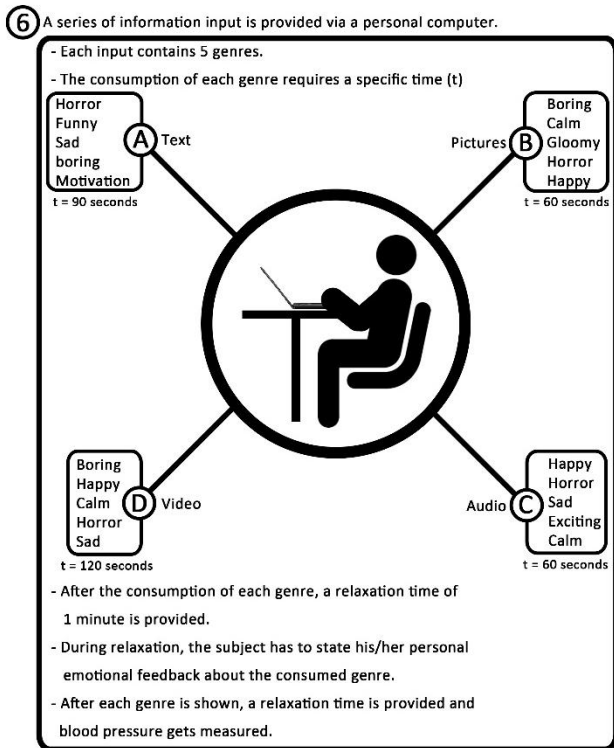 6 A series of information input is provided via a personal computer.
- Each input contains 5 genres.
- The consumption of each genre requires a specific time (t)
Horror
Funny
Sad
boring
Motivation
A Text
t = 90 seconds
Boring
Calm
Gloomy
Horror
Happy
Pictures B
t = 60 seconds
Boring
Happy
Calm
Horror
Sad
D Video
t = 120 seconds
Happy
Horror
Sad
Exciting
Calm
Audio C
t = 60 seconds
- After the consumption of each genre, a relaxation time of
1 minute is provided.
- During relaxation, the subject has to state his/her personal
emotional feedback about the consumed genre.
- After each genre is shown, a relaxation time is provided and
blood pressure gets measured.